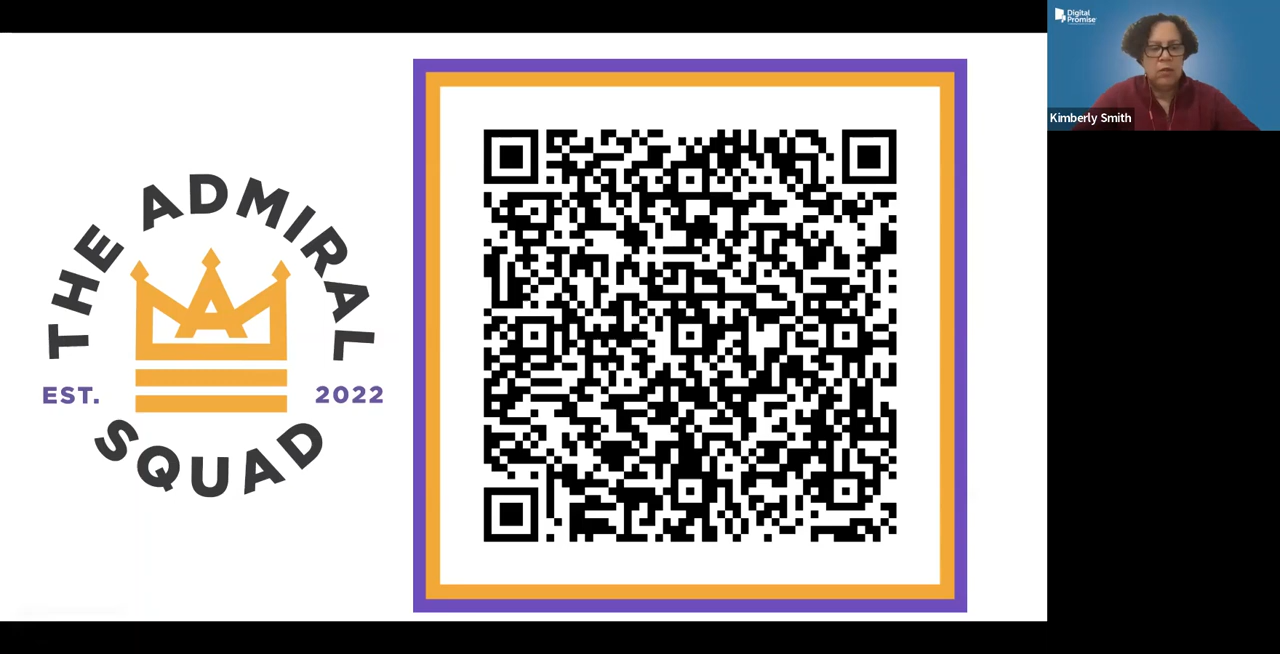 THE ADMIRAL
A
EST. 2022
SQUAD
Digital
Promise
Kimberly Smith